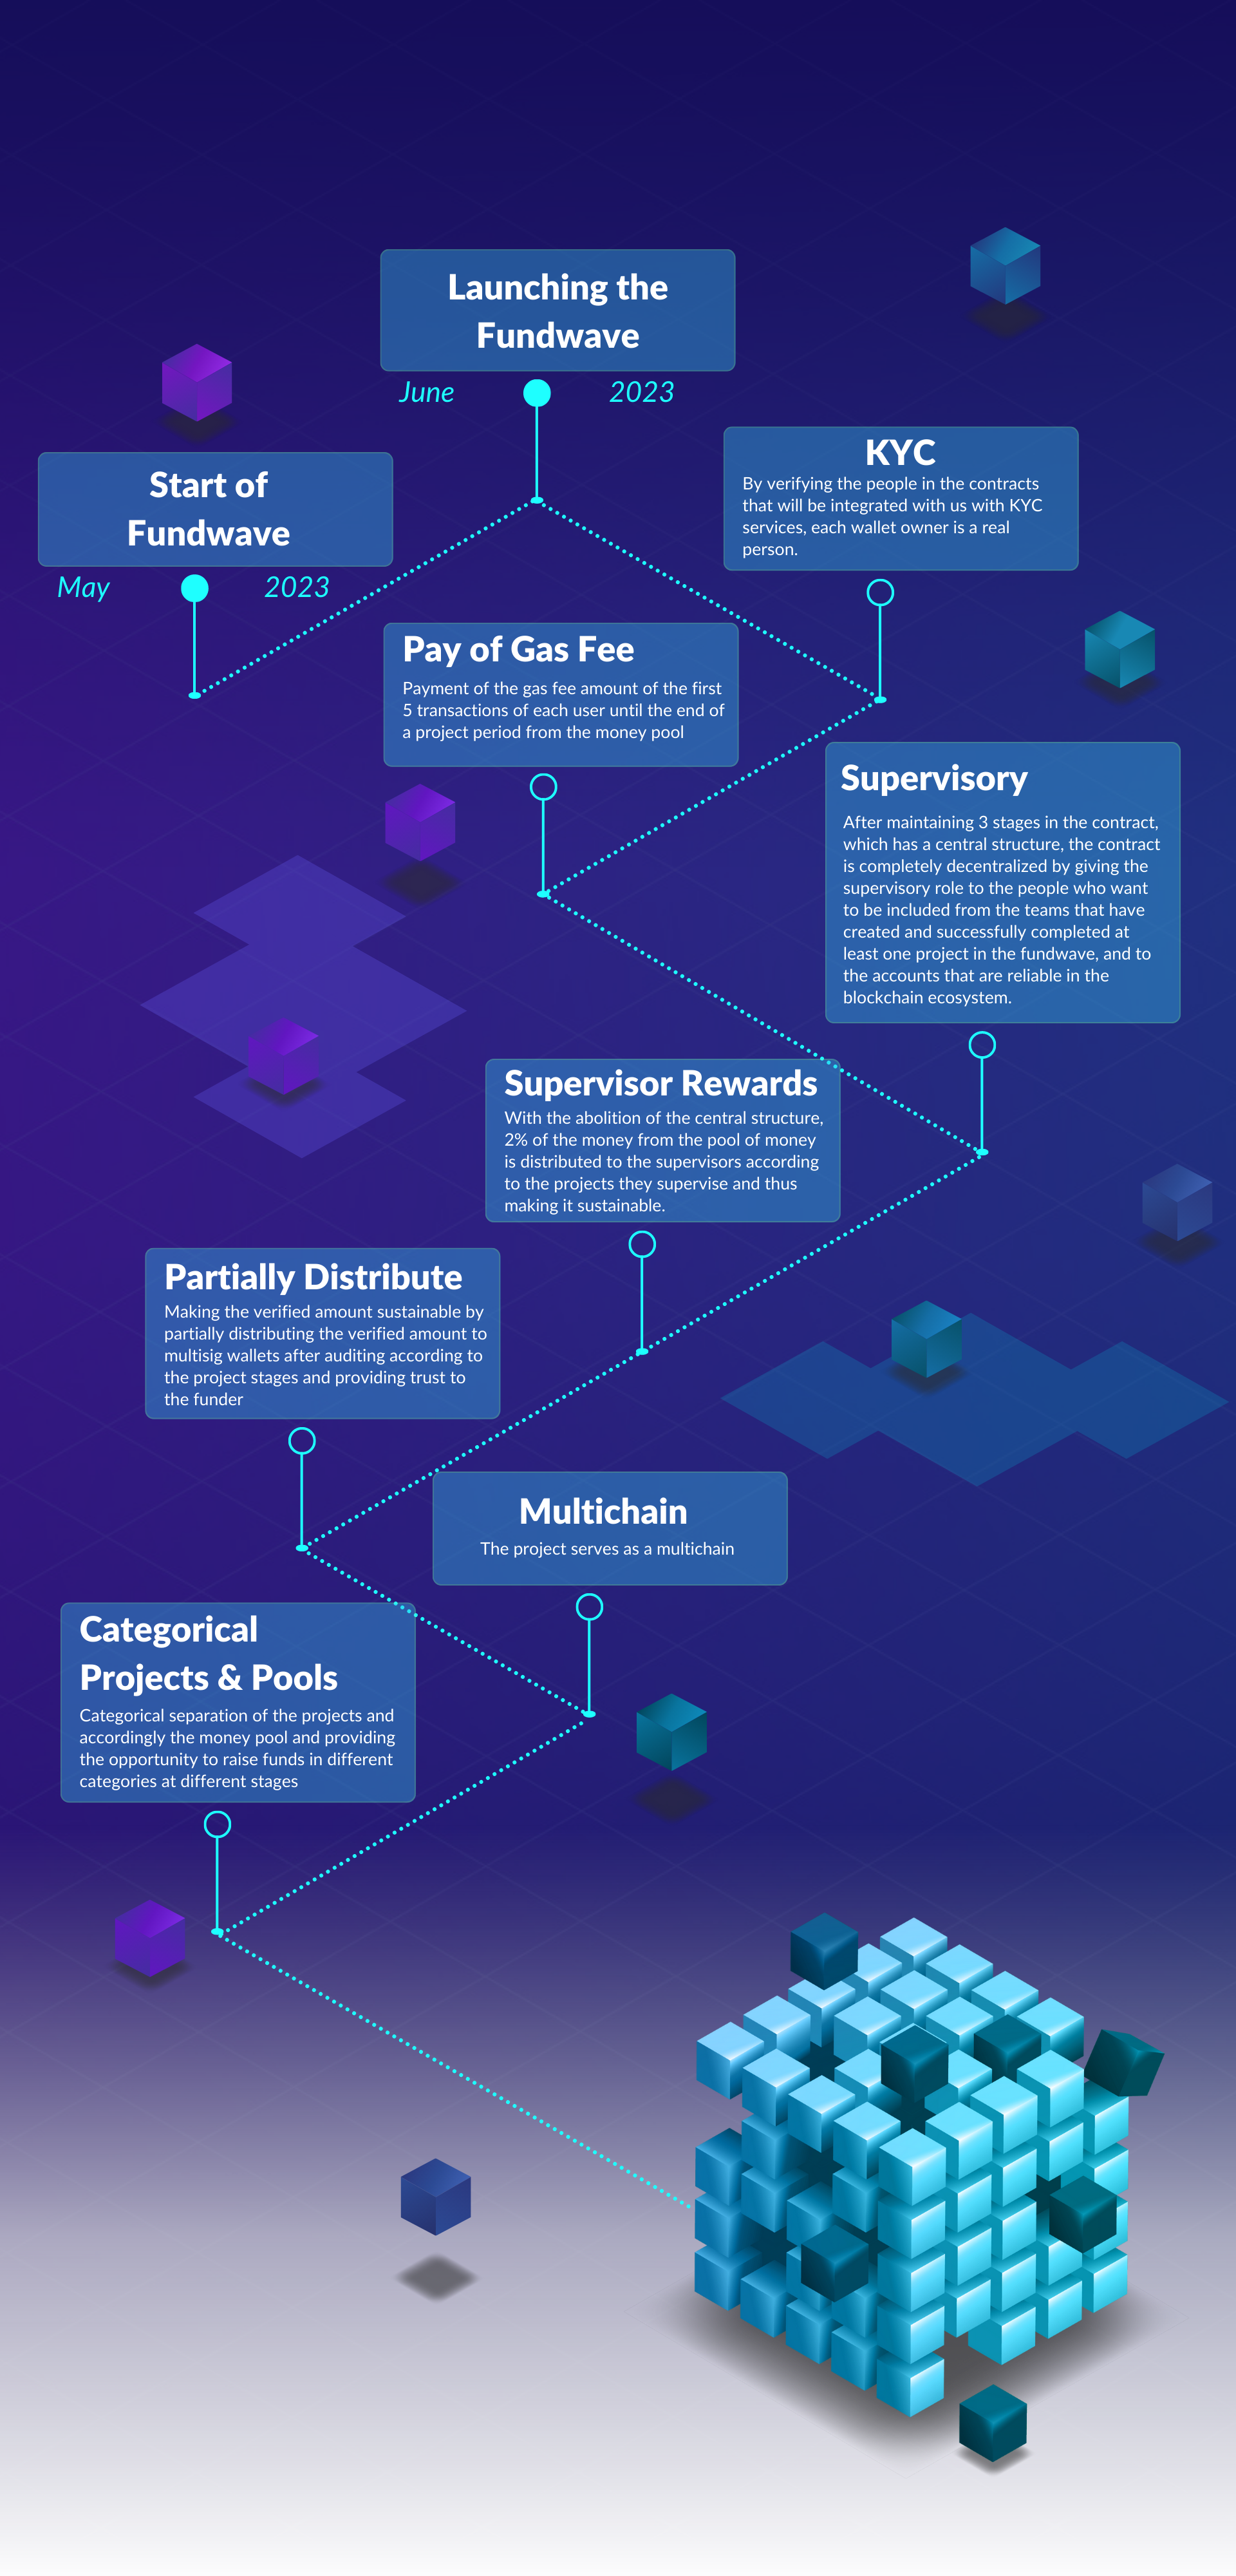 Launching the
Fundwave
June 2023
Start of
Fundwave
May 2023
KYC
By verifying the people in the contracts
that will be integrated with us with KYC
services, each wallet owner is a real
person.
Pay of Gas Fee
Payment of the gas fee amount of the first
5 transactions of each user until the end of
a project period from the money pool
Supervisory
After maintaining 3 stages in the contract,
which has a central structure, the contract
is completely decentralized by giving the
supervisory role to the people who want
to be included from the teams that have
created and successfully completed at
least one project in the fundwave, and to
the accounts that are reliable in the
blockchain ecosystem.
Supervisor Rewards
With the abolition of the central structure,
2% of the money from the pool of money
is distributed to the supervisors according
to the projects they supervise and thus
making it sustainable.
Partially Distribute
Making the verified amount sustainable by
partially distributing the verified amount to
multisig wallets after auditing according to
the project stages and providing trust to
the funder
Multichain
The project serves as a multichain
Categorical
Projects & Pools
Categorical separation of the projects and
accordingly the money pool and providing
the opportunity to raise funds in different
categories at different stages